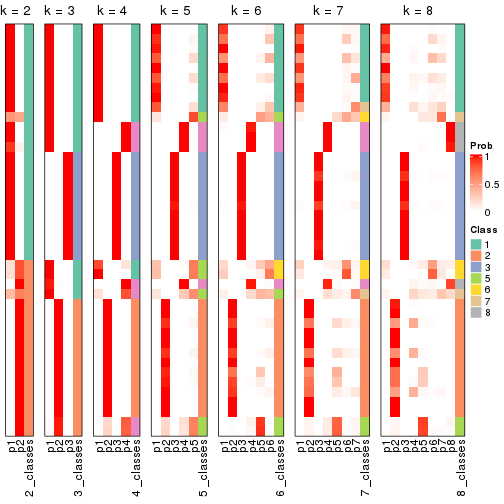 k = 2
k = 3
k = 4
k = 5
k = 6
k = 7
k = 8
Prob
1
0.5
0
Class
1
2
3
4
5
6
7
8
p1
p2
2_classes
p1
p2
p3
3_classes
p1
p2
p3
p4
4_classes
p1
p2
p3
p4
p5
5_classes
p1
p2
p3
p4
p5
p6
6_classes
p1
p2
p3
p4
p5
p6
p7
7_classes
p1
p2
p3
p4
p5
p6
p7
p8
8_classes